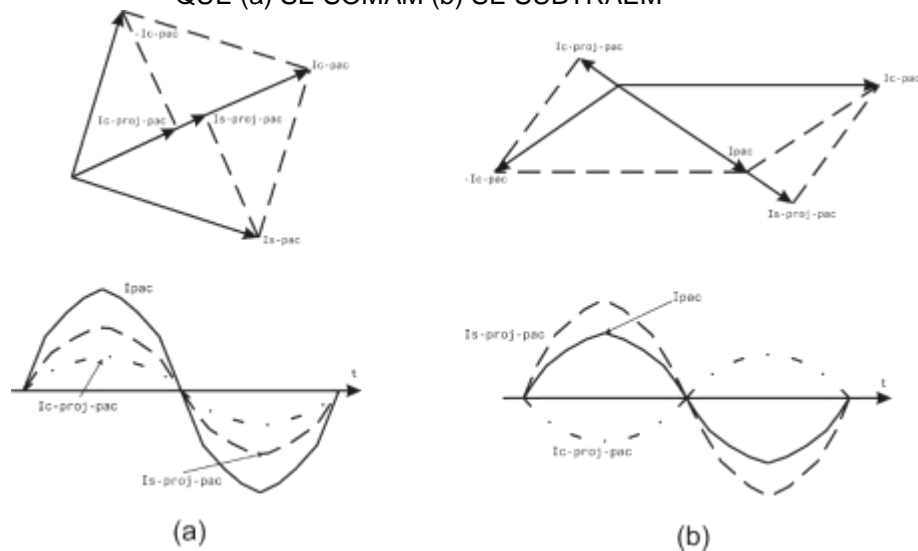 QUE (a) SE SOMAM (b) SE SUBTRAEM
-Ic-pac
Ic-pac
Ic-proj-pac
Is-proj-pac
Is-pac
Ic-proj-pac
Ic-pac
Ipac
-Ic-pac
Is-proj-pac
Ipac
t
Ic-proj-pac
Is-proj-pac
Ipac
Is-proj-pac
t
Ic-proj-pac
(a)
(b)